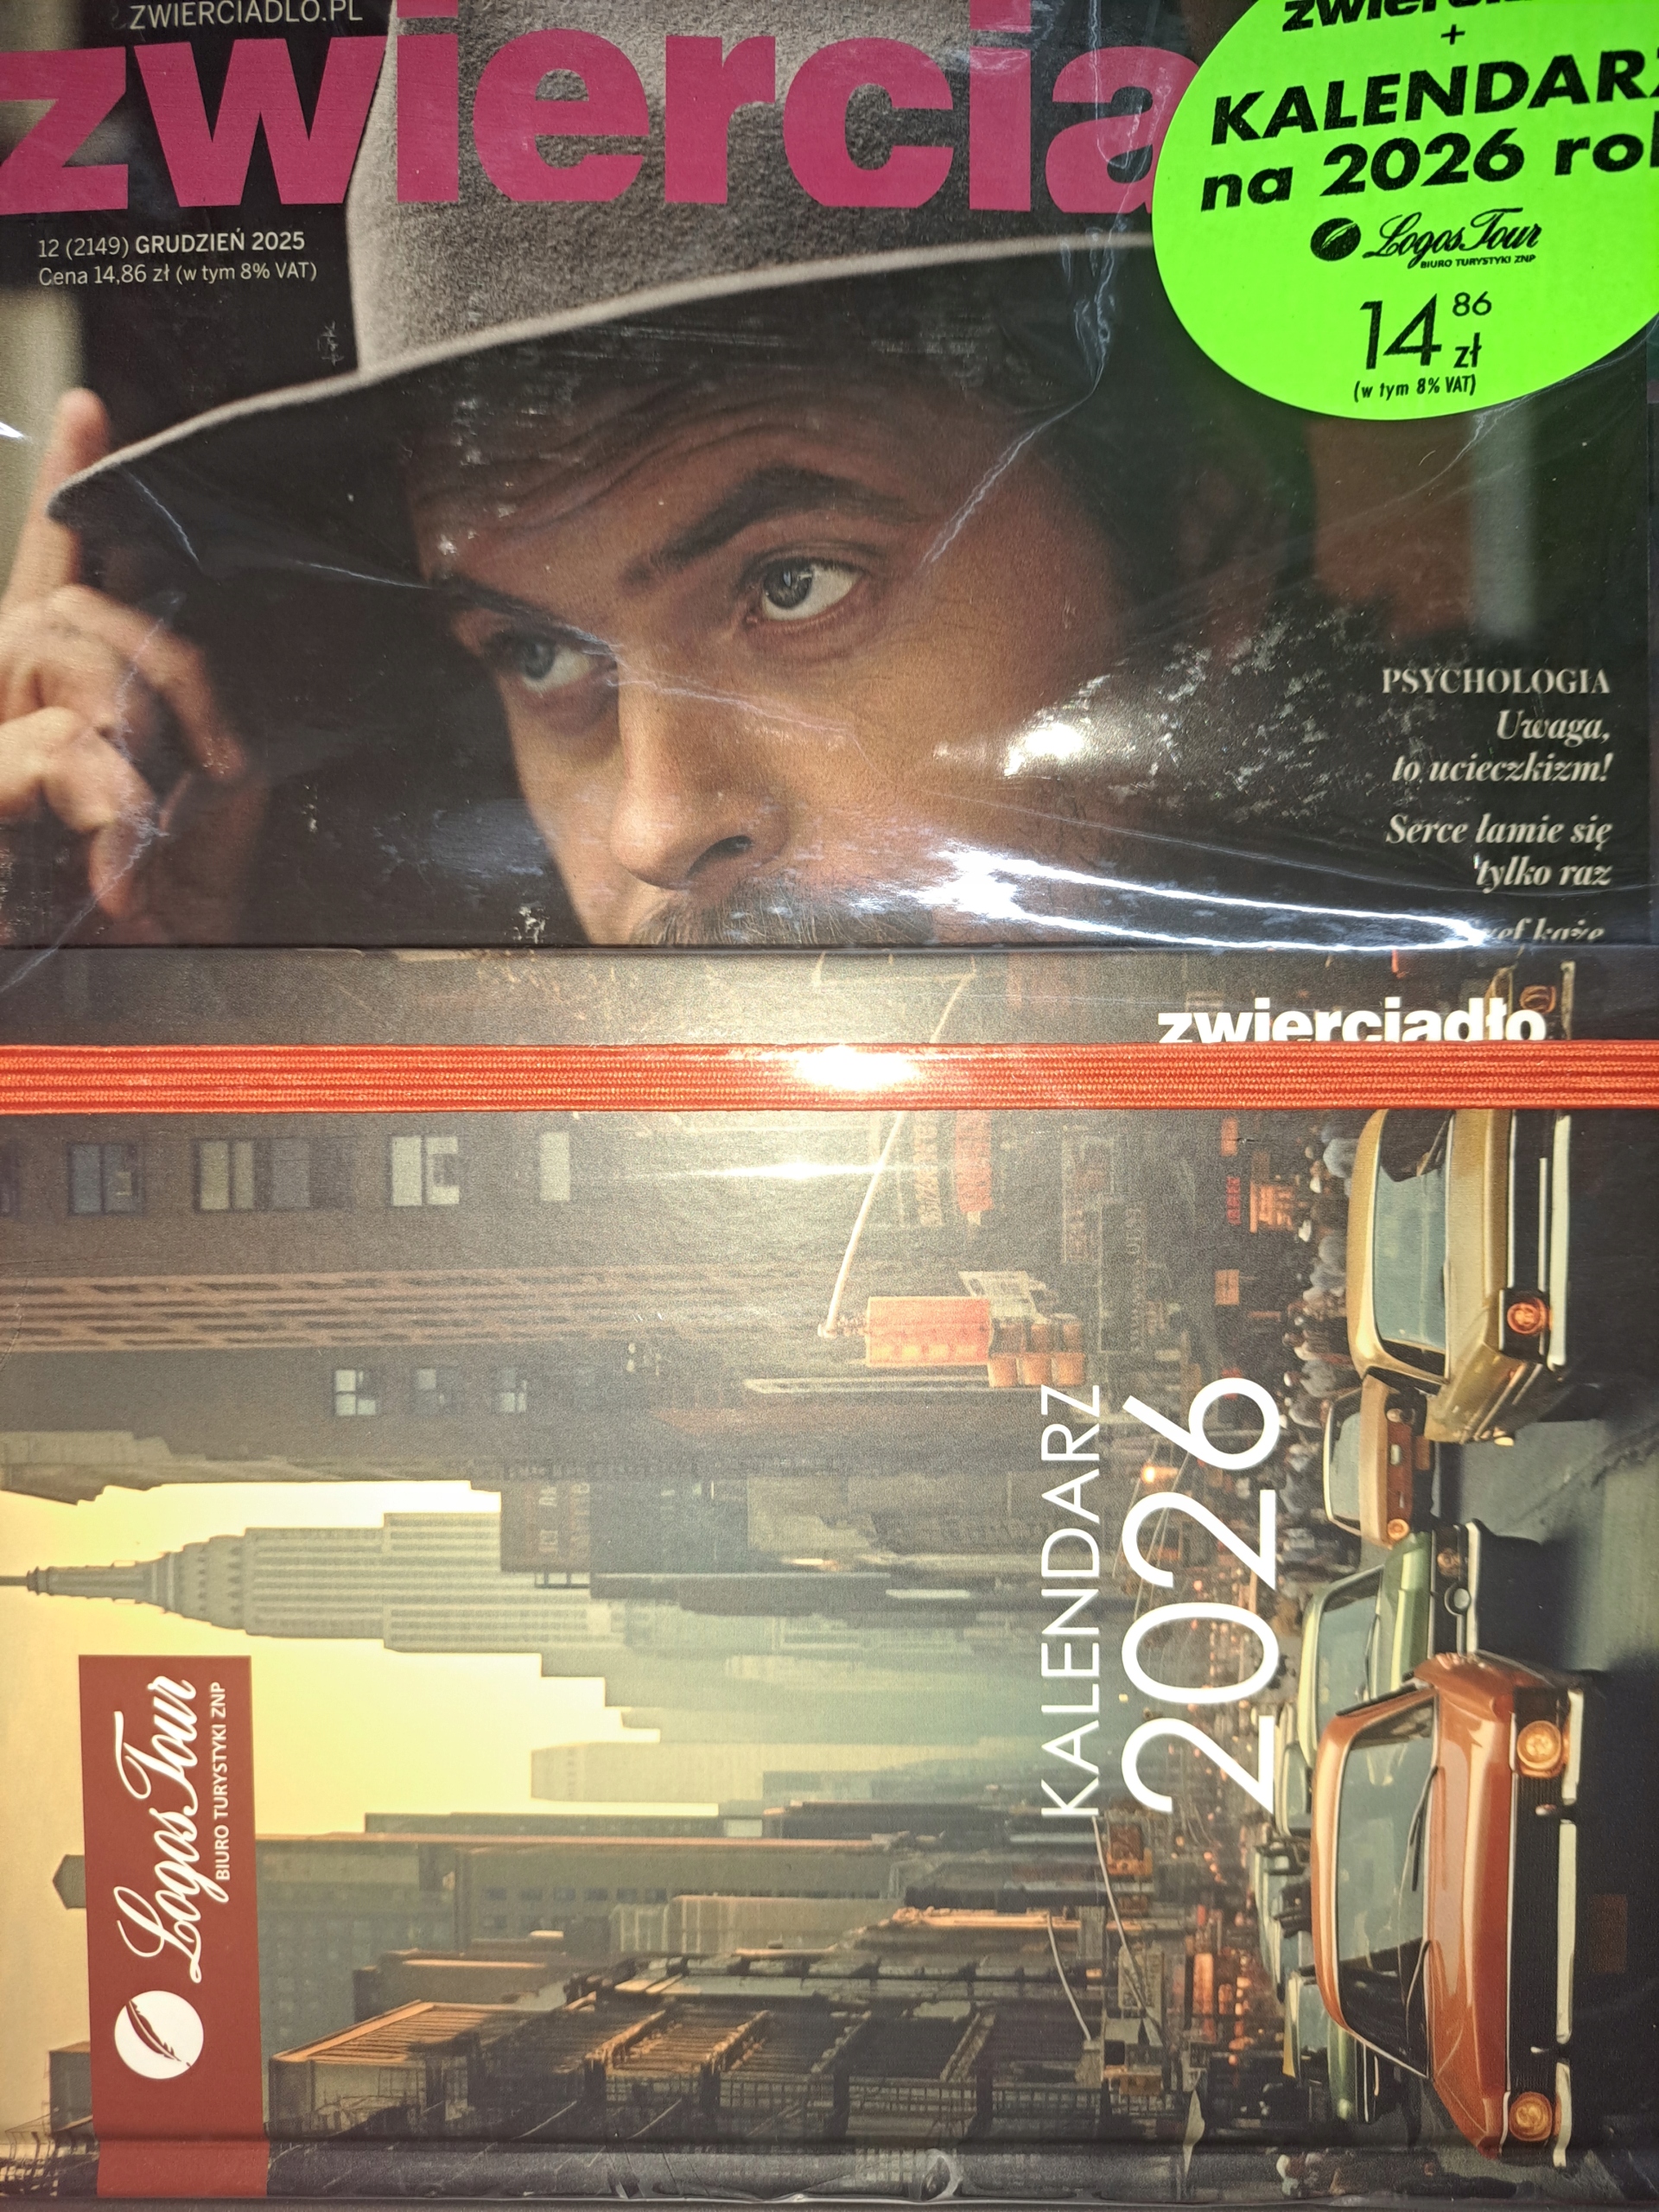 ZWIERCIADLO.PL
zwiercia
12 (2149) GRUDZIEŃ 2025
Cena 14,86 zł (w tym 8% VAT)
+
KALENDARZ
na 2026 rok
Logos Tour
BIURO TURYSTYKI ZNP
14 86 zł
(w tym 8% VAT)
PSYCHOLOGIA
Uwaga,
to ucieczkizm!
Serce łamie się
tylko raz
każe
zwierciadło
KALENDARZ
2026
Logos Tour
BIURO TURYSTYKI ZNP